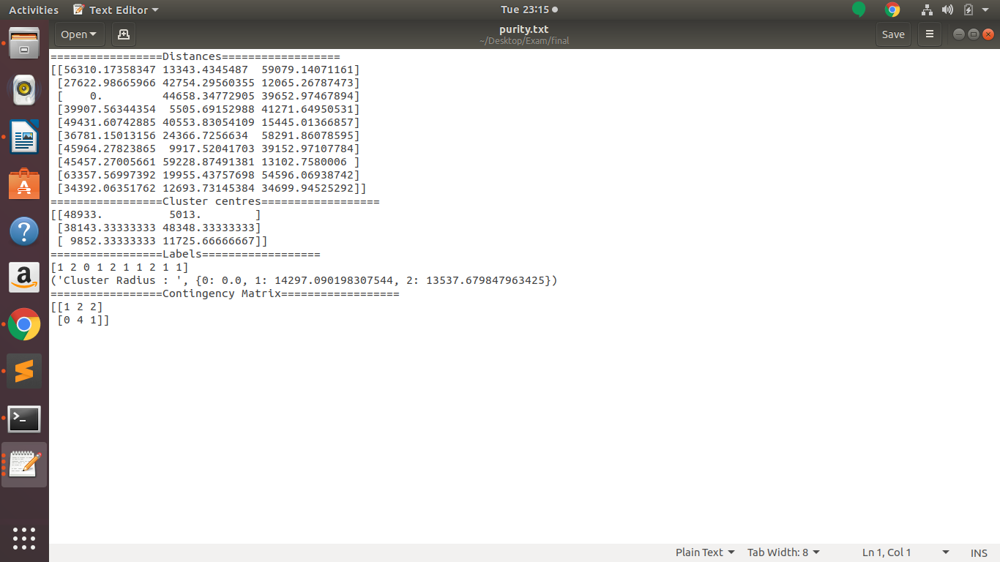 Activities Text Editor Tue 23:15
Open purity.txt Save
~/Desktop/Exam/final
=================Distances==================
[[56310.17358347 13343.4345487  59079.14071161]
 [27622.98665966 42754.29560355 12065.26787473]
 [    0.         44658.34772905 39652.97467894]
 [39907.56344354  5505.69152988 41271.64950531]
 [49431.60742885 40553.83054109 15445.01366857]
 [36781.15013156 24366.7256634  58291.86078595]
 [45964.27823865  9917.52041703 39152.97107784]
 [45457.27005661 59228.87491381 13102.7580006 ]
 [63357.56997392 19955.43757698 54596.06938742]
 [34392.06351762 12693.73145384 34699.94525292]]
=================Cluster centres==================
[[48933.          5013.        ]
 [38143.33333333 48348.33333333]
 [ 9852.33333333 11725.66666667]]
=================Labels==================
[1 2 0 1 2 1 1 2 1 1]
('Cluster Radius : ', {0: 0.0, 1: 14297.090198307544, 2: 13537.679847963425})
=================Contingency Matrix==================
[[1 2 2]
 [0 4 1]]
Plain Text Tab Width: 8 Ln 1, Col 1 INS